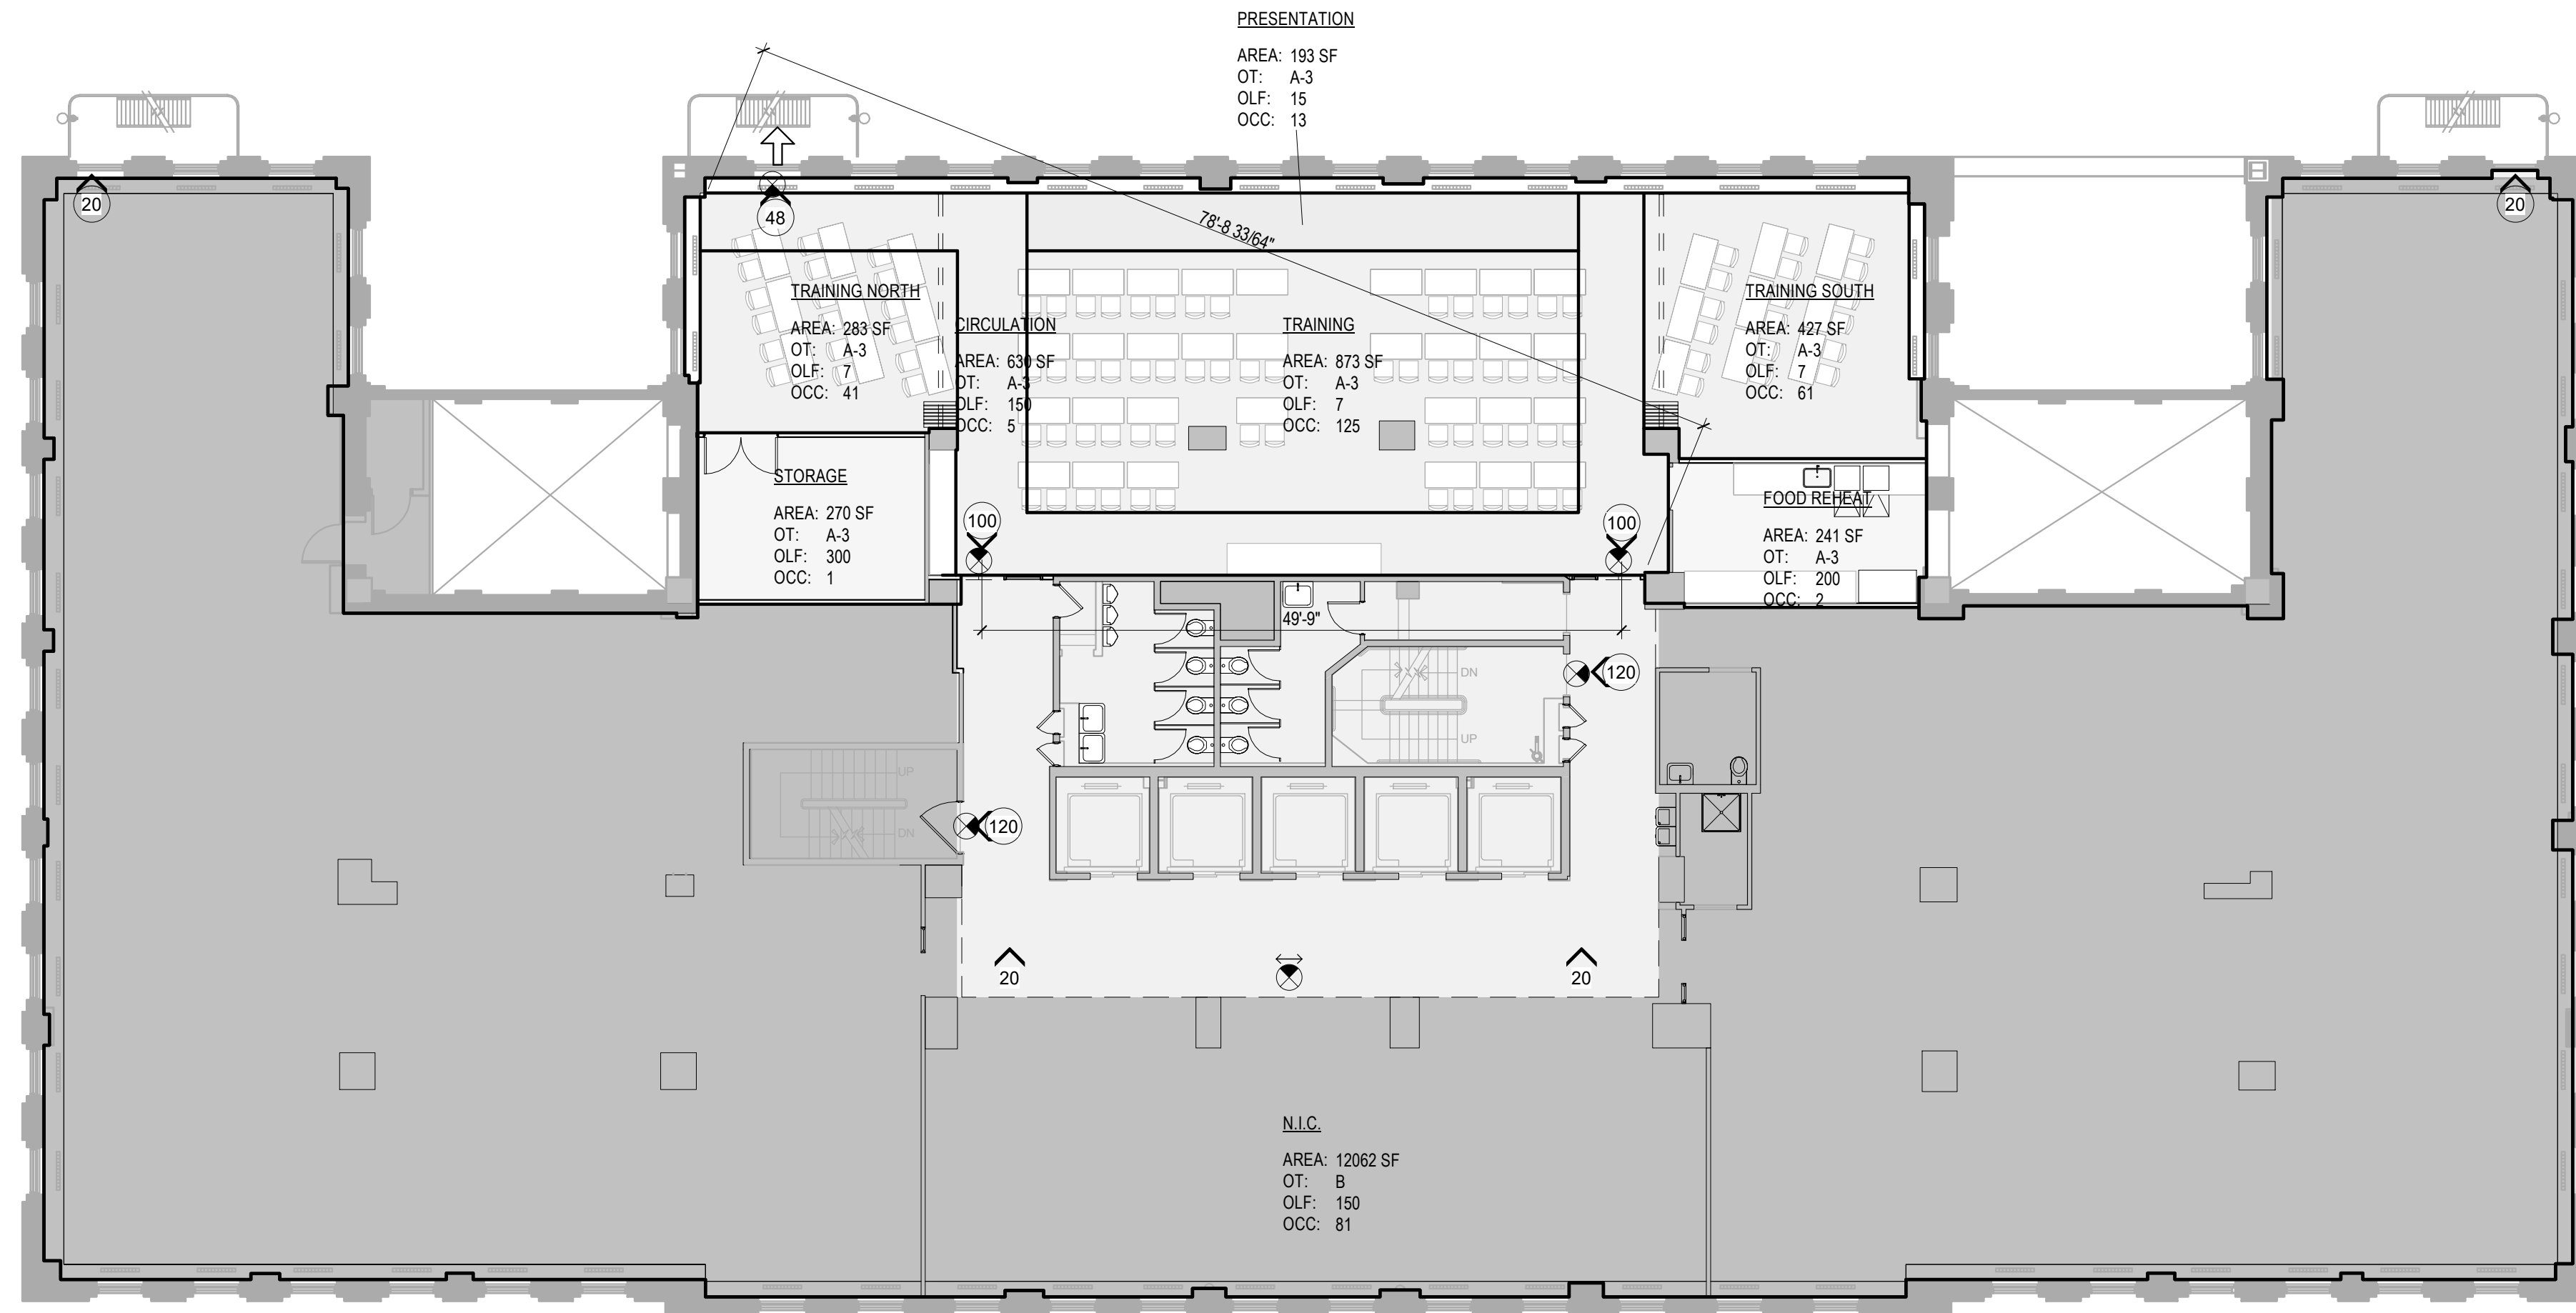 PRESENTATION
AREA: 193 SF
OT: A-3
OLF: 15
OCC: 13
78'-8 33/64"
20
48
20
TRAINING NORTH
AREA: 283 SF
OT: A-3
OLF: 7
OCC: 41
CIRCULATION
AREA: 630 SF
OT: A-3
OLF: 150
OCC: 5
TRAINING
AREA: 873 SF
OT: A-3
OLF: 7
OCC: 125
TRAINING SOUTH
AREA: 427 SF
OT: A-3
OLF: 7
OCC: 61
STORAGE
AREA: 270 SF
OT: A-3
OLF: 300
OCC: 1
100
100
FOOD REHEAT
AREA: 241 SF
OT: A-3
OLF: 200
OCC: 2
49'-9"
DN
120
UP
UP
DN
120
20
20
N.I.C.
AREA: 12062 SF
OT: B
OLF: 150
OCC: 81